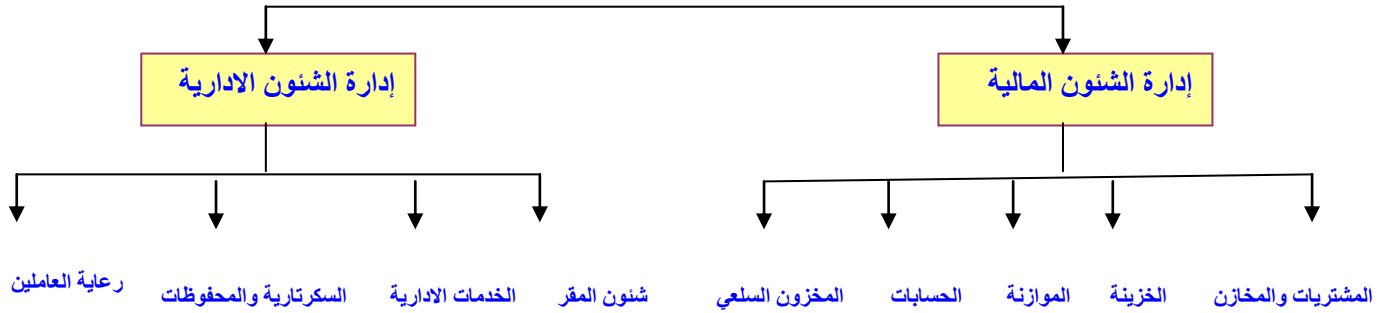 إدارة الشئون المالية
إدارة الشئون الادارية
المشتريات والمخازن
الخزينة
الموازنة
الحسابات
المخزون السلعي
شئون المقر
الخدمات الادارية
السكرتارية والمحفوظات
رعاية العاملين